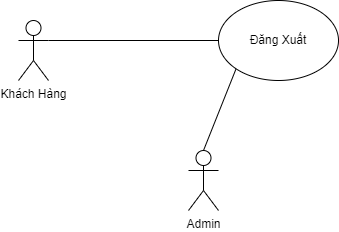 Đăng Xuất
Khách Hàng
Admin